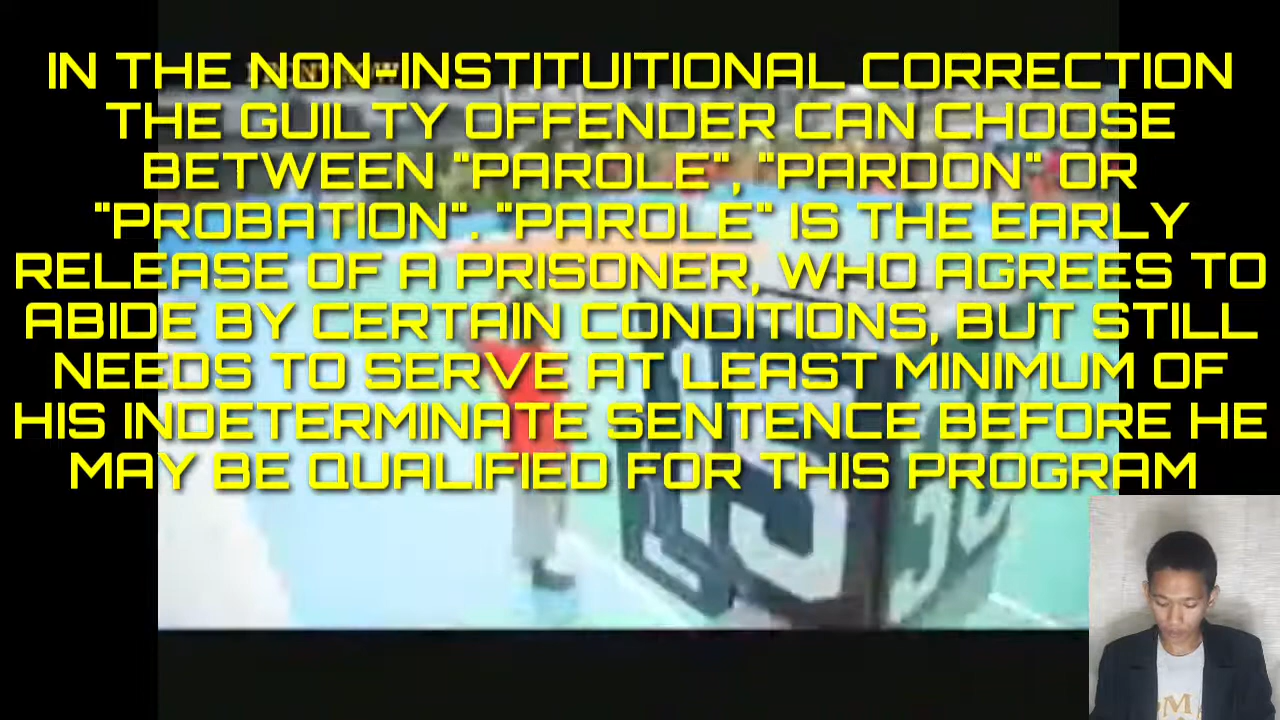 IN THE NON-INSTITUITIONAL CORRECTION
THE GUILTY OFFENDER CAN CHOOSE
BETWEEN "PAROLE", "PARDON" OR
"PROBATION". "PAROLE" IS THE EARLY
RELEASE OF A PRISONER, WHO AGREES TO
ABIDE BY CERTAIN CONDITIONS, BUT STILL
NEEDS TO SERVE AT LEAST MINIMUM OF
HIS INDETERMINATE SENTENCE BEFORE HE
MAY BE QUALIFIED FOR THIS PROGRAM